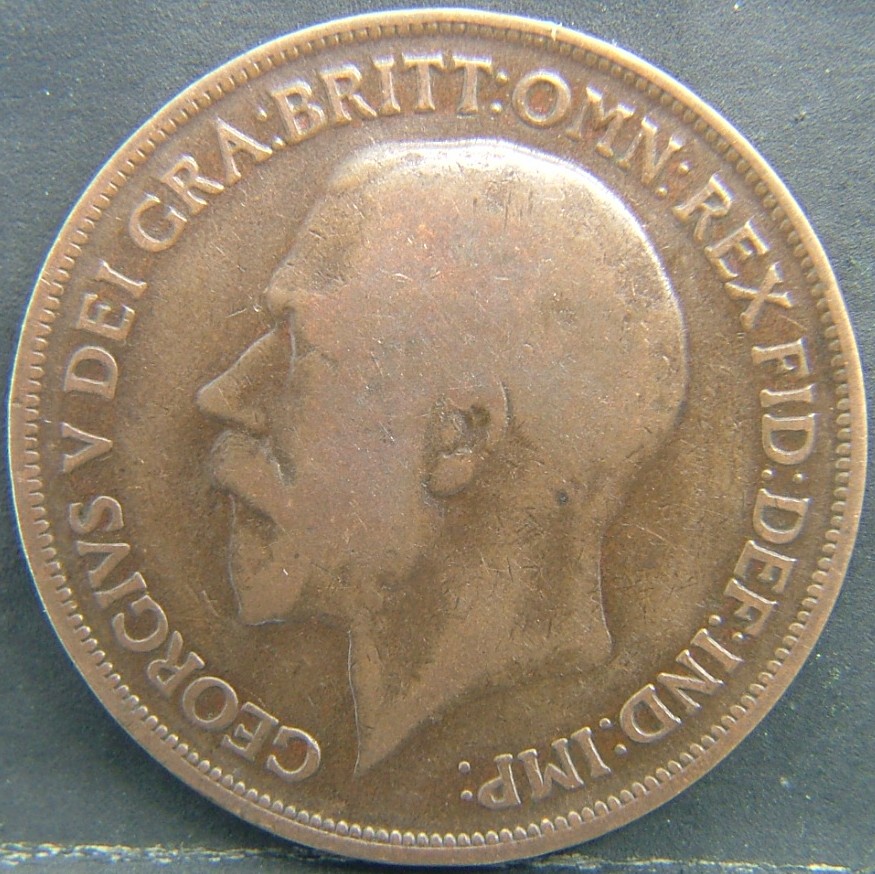 GEORGIVS V DEI GRA:BRITT:OMN:REX FID:DEF:IND:IMP: